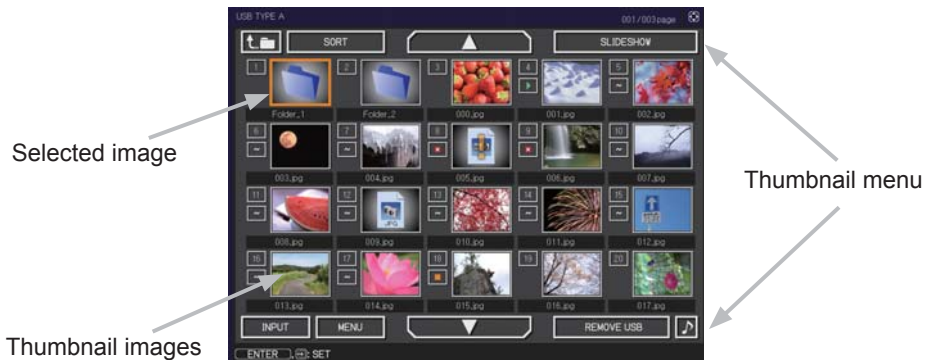 USB TYPE A 001/003 page
SORT SLIDESHOW
1 2 3 4 5
Folder_1 Folder_2 000.jpg 001.jpg 002.jpg
6 7 8 9 10
003.jpg 004.jpg 005.jpg 006.jpg 007.jpg
11 12 13 14 15
JPG
008.jpg 009.jpg 010.jpg 011.jpg 012.jpg
16 17 18 19 20
013.jpg 014.jpg 015.jpg 016.jpg 017.jpg
INPUT MENU REMOVE USB
ENTER , : SET
Selected image
Thumbnail images
Thumbnail menu